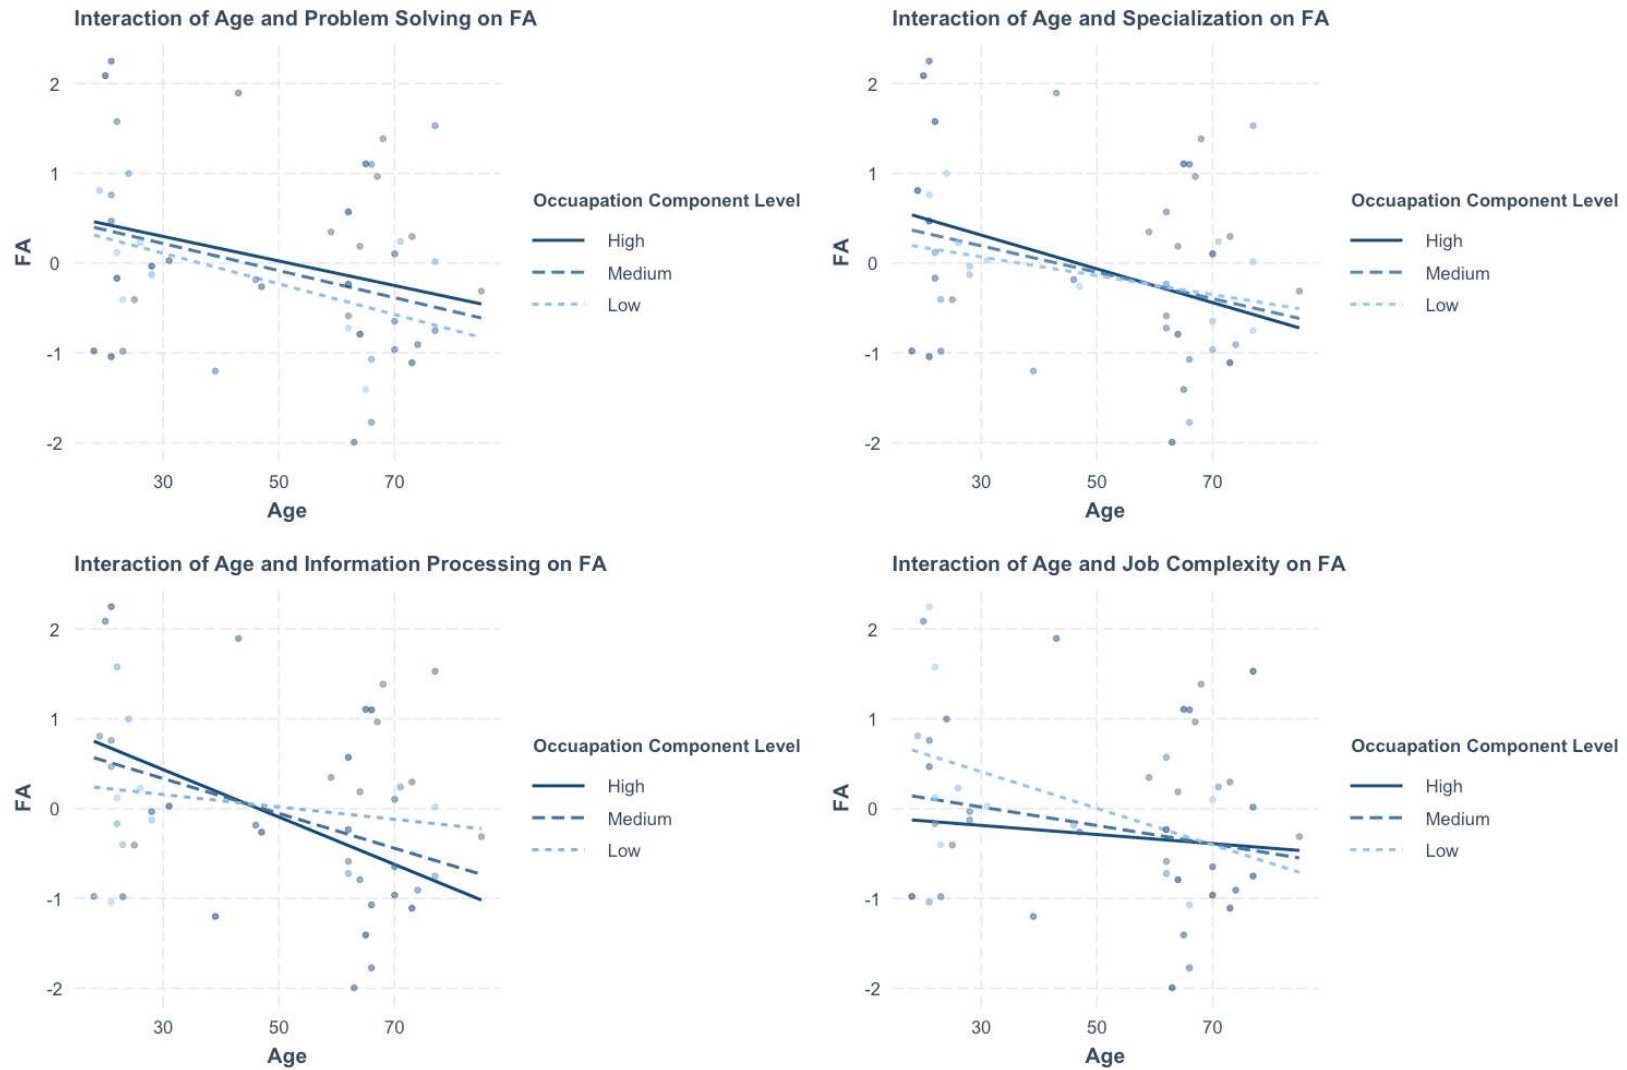 Interaction of Age and Problem Solving on FA
2
1
0
-1
-2
FA
30 50 70
Age
Occuapation Component Level
High
Medium
Low
Interaction of Age and Specialization on FA
2
1
0
-1
-2
FA
30 50 70
Age
Occuapation Component Level
High
Medium
Low
Interaction of Age and Information Processing on FA
2
1
0
-1
-2
FA
30 50 70
Age
Occuapation Component Level
High
Medium
Low
Interaction of Age and Job Complexity on FA
2
1
0
-1
-2
FA
30 50 70
Age
Occuapation Component Level
High
Medium
Low